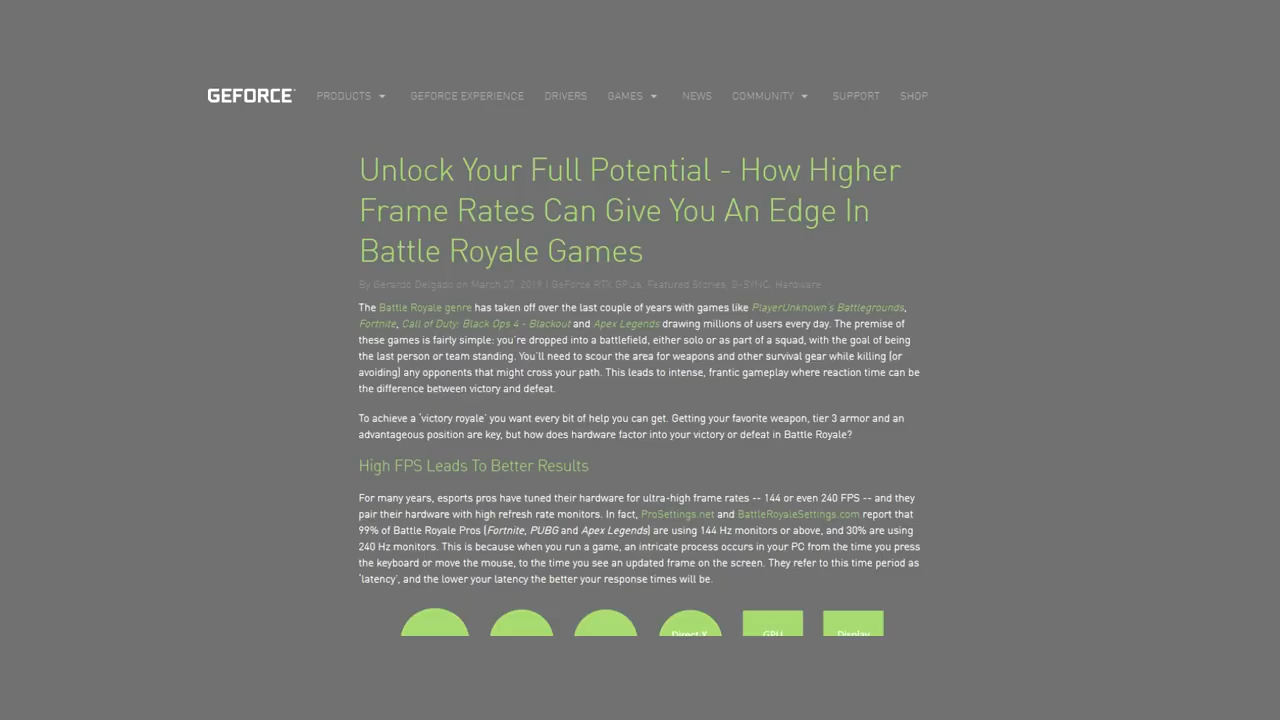 GEFORCE PRODUCTS GEFORCE EXPERIENCE DRIVERS GAMES NEWS COMMUNITY SUPPORT SHOP
Unlock Your Full Potential - How Higher
Frame Rates Can Give You An Edge In
Battle Royale Games
By Gerardo Delgado on March 07, 2019 | GeForce RTX GPUs, Featured Stories, G-SYNC, Hardware
The Battle Royale genre has taken off over the last couple of years with games like PlayerUnknown's Battlegrounds,
Fortnite, Call of Duty: Black Ops 4 - Blackout and Apex Legends drawing millions of users every day. The premise of
these games is fairly simple: you're dropped into a battlefield, either solo or as part of a squad, with the goal of being
the last person or team standing. You'll need to scour the area for weapons and other survival gear while killing (or
avoiding) any opponents that might cross your path. This leads to intense, frantic gameplay where reaction time can be
the difference between victory and defeat.
To achieve a 'victory royale' you want every bit of help you can get. Getting your favorite weapon, tier 3 armor and an
advantageous position are key, but how does hardware factor into your victory or defeat in Battle Royale?
High FPS Leads To Better Results
For many years, esports pros have tuned their hardware for ultra-high frame rates -- 144 or even 240 FPS -- and they
pair their hardware with high refresh rate monitors. In fact, ProSettings.net and BattleRoyaleSettings.com report that
99% of Battle Royale Pros (Fortnite, PUBG and Apex Legends) are using 144 Hz monitors or above, and 30% are using
240 Hz monitors. This is because when you run a game, an intricate process occurs in your PC from the time you press
the keyboard or move the mouse, to the time you see an updated frame on the screen. They refer to this time period as
'latency', and the lower your latency the better your response times will be.
Direct X GPU Display